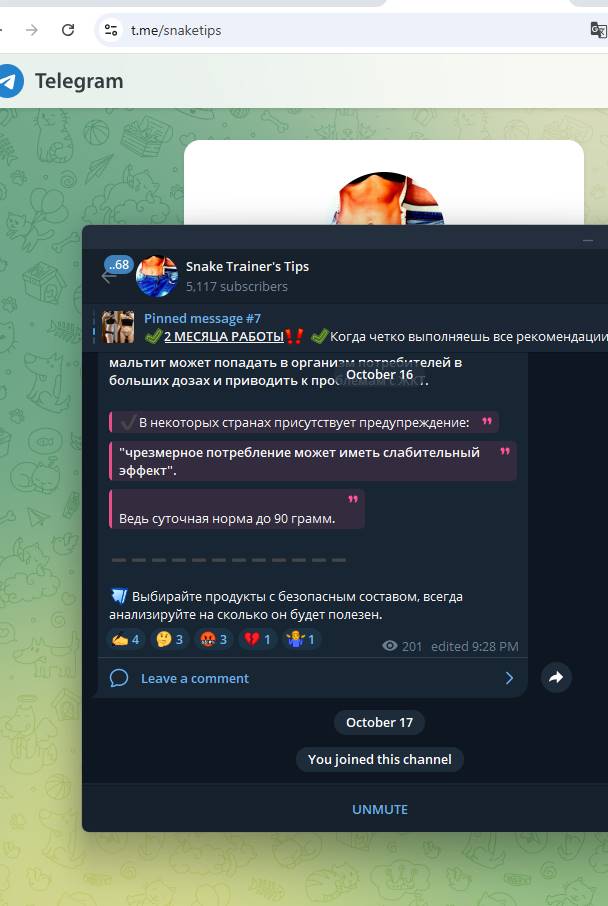 t.me/snaketips
Telegram
..68
Snake Trainer's Tips
5,117 subscribers
Pinned message #7
2 МЕСЯЦА РАБОТЫ‼️ ✅Когда четко выполняешь все рекомендации
мальтит может попадать в организм потребителей в
October 16
больших дозах и приводить к проблемам с ЖКТ.
✔️В некоторых странах присутствует предупреждение:
"чрезмерное потребление может иметь слабительный
эффект".
Ведь суточная норма до 90 грамм.
— — — — — — — — — — — —
Выбирайте продукты с безопасным составом, всегда
анализируйте на сколько он будет полезен.
✍️ 4 🤔 3 🤬 3 💔 1 🤷‍♂️ 1
201 edited 9:28 PM
Leave a comment
October 17
You joined this channel
UNMUTE